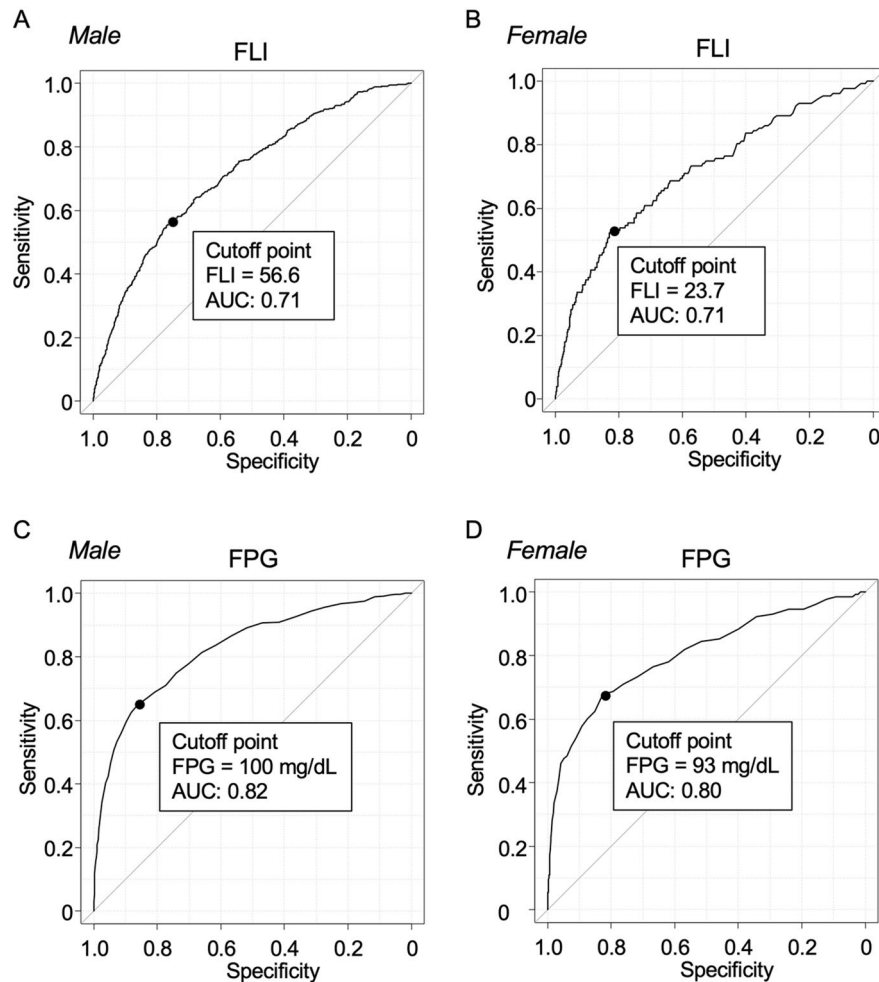 A
Male
FLI
1.0
0.8
0.6
0.4
0.2
0
Sensitivity
Cutoff point
FLI = 56.6
AUC: 0.71
1.0 0.8 0.6 0.4 0.2 0
Specificity
B
Female
FLI
1.0
0.8
0.6
0.4
0.2
0
Sensitivity
Cutoff point
FLI = 23.7
AUC: 0.71
1.0 0.8 0.6 0.4 0.2 0
Specificity
C
Male
FPG
1.0
0.8
0.6
0.4
0.2
0
Sensitivity
Cutoff point
FPG = 100 mg/dL
AUC: 0.82
1.0 0.8 0.6 0.4 0.2 0
Specificity
D
Female
FPG
1.0
0.8
0.6
0.4
0.2
0
Sensitivity
Cutoff point
FPG = 93 mg/dL
AUC: 0.80
1.0 0.8 0.6 0.4 0.2 0
Specificity